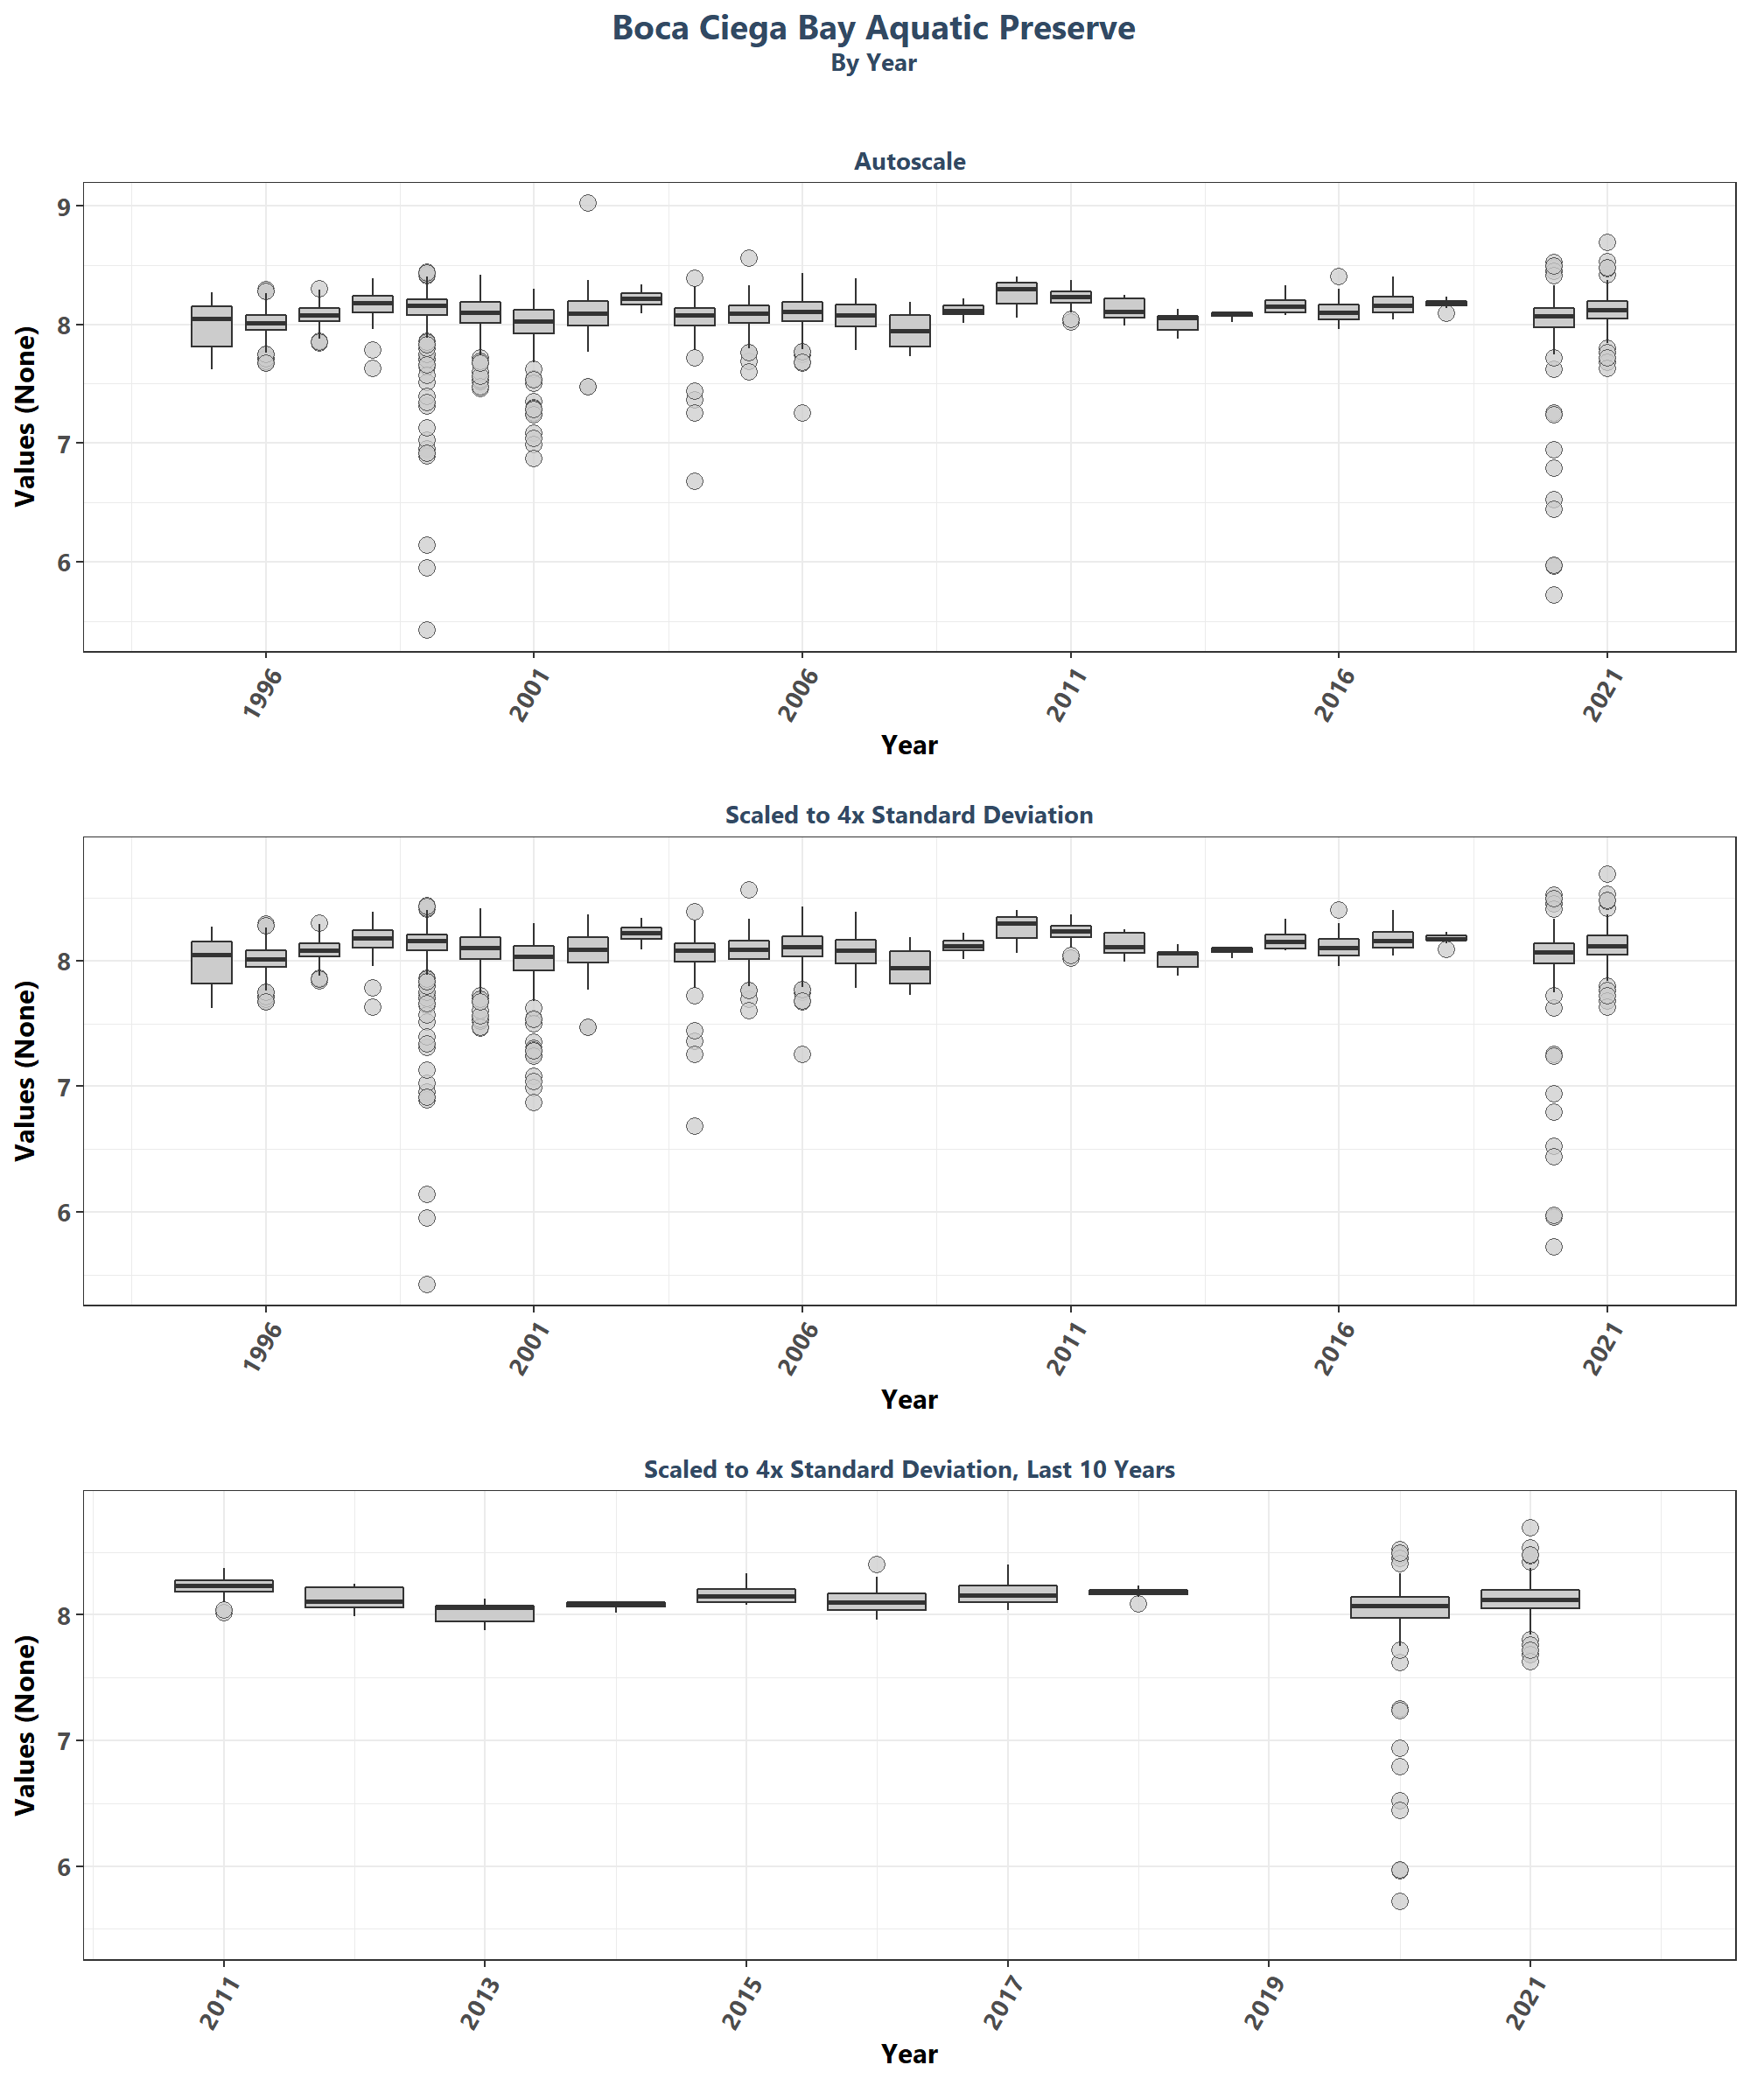 Boca Ciega Bay Aquatic Preserve
By Year
Autoscale
Values (None)
9
8
7
6
1996 2001 2006 2011 2016 2021
Year
Scaled to 4x Standard Deviation
Values (None)
8
7
6
1996 2001 2006 2011 2016 2021
Year
Scaled to 4x Standard Deviation, Last 10 Years
Values (None)
8
7
6
2011 2013 2015 2017 2019 2021
Year